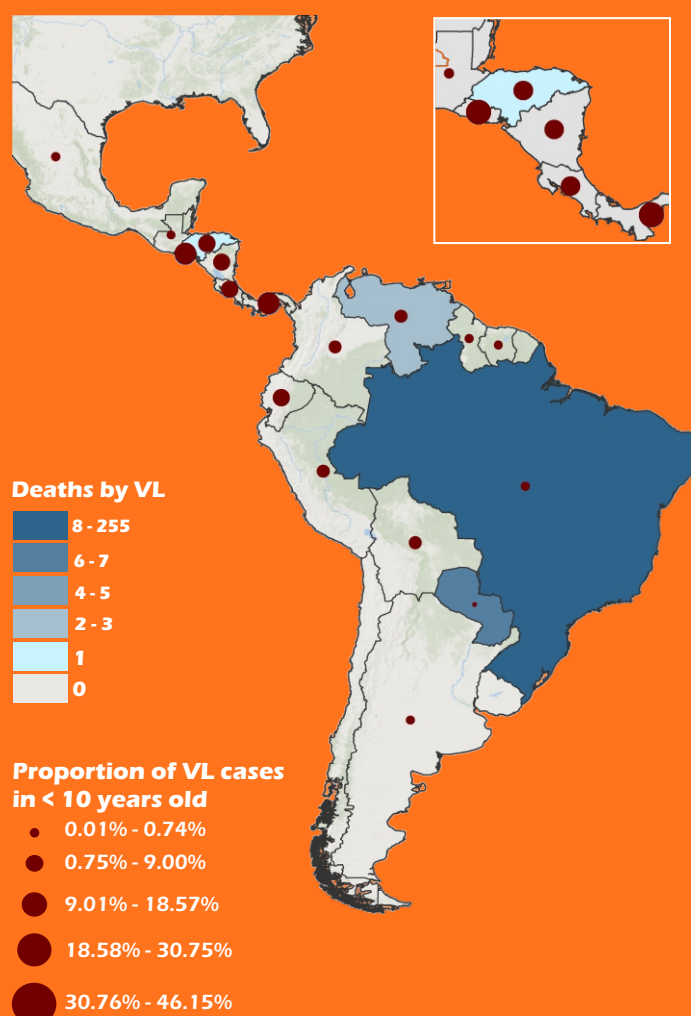 Deaths by VL
8 - 255
6 - 7
4 - 5
2 - 3
1
0
Proportion of VL cases
in < 10 years old
0.01% - 0.74%
0.75% - 9.00%
9.01% - 18.57%
18.58% - 30.75%
30.76% - 46.15%